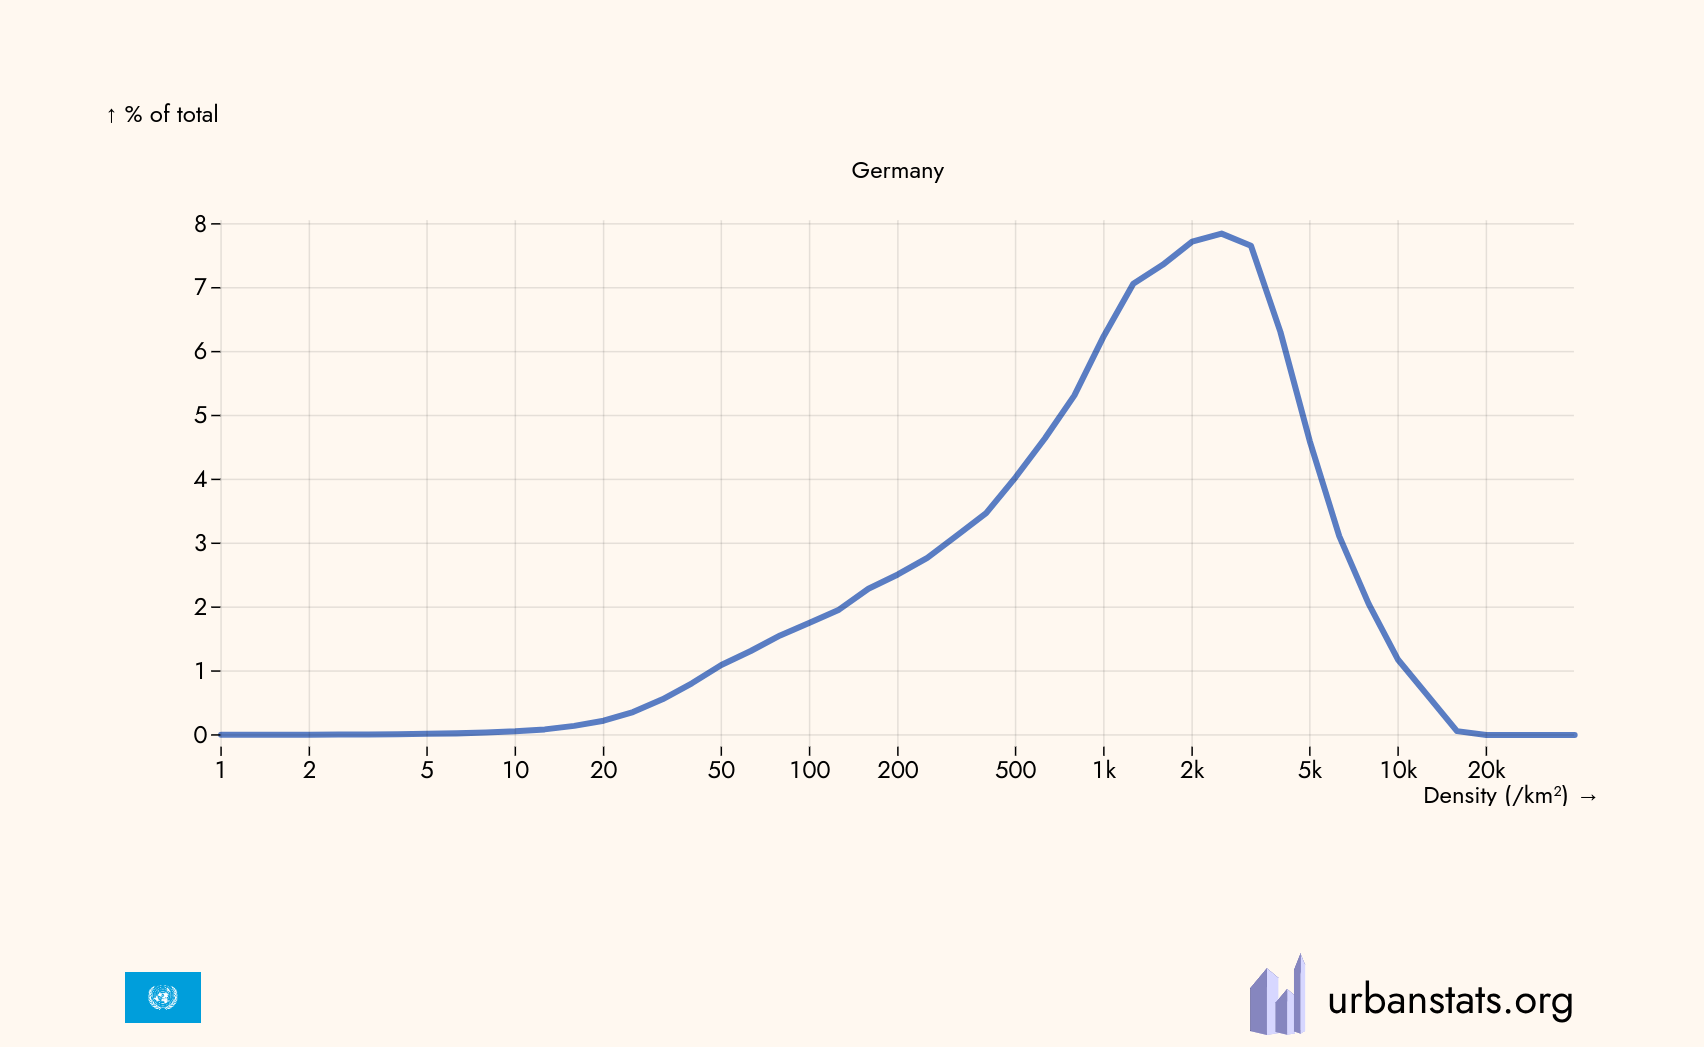 ↑ % of total
Germany
8
7
6
5
4
3
2
1
0
1 2 5 10 20 50 100 200 500 1k 2k 5k 10k 20k
Density (/km²) →
urbanstats.org